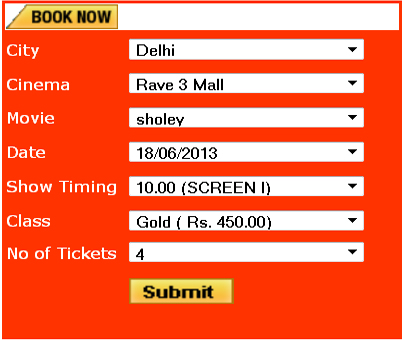 BOOK NOW
City Delhi
Cinema Rave 3 Mall
Movie sholey
Date 18/06/2013
Show Timing 10.00 (SCREEN I)
Class Gold ( Rs. 450.00)
No of Tickets 4
Submit